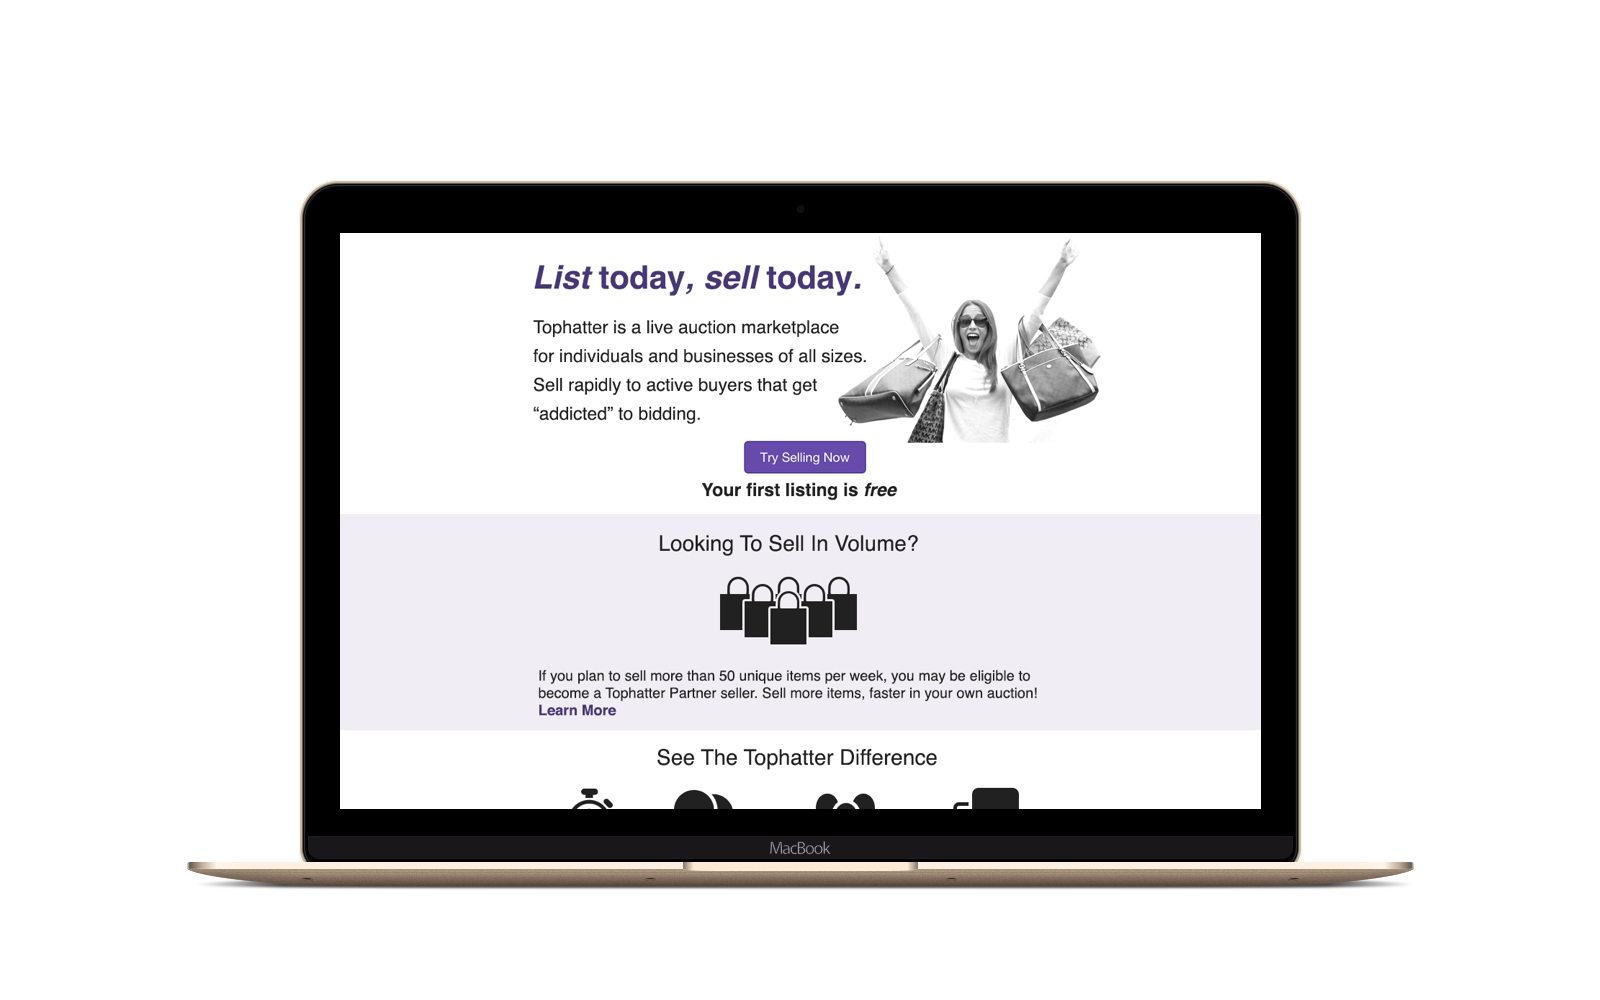 List today, sell today.
Tophatter is a live auction marketplace
for individuals and businesses of all sizes.
Sell rapidly to active buyers that get
“addicted” to bidding.
Try Selling Now
Your first listing is free
Looking To Sell In Volume?
If you plan to sell more than 50 unique items per week, you may be eligible to
become a Tophatter Partner seller. Sell more items, faster in your own auction!
Learn More
See The Tophatter Difference
MacBook